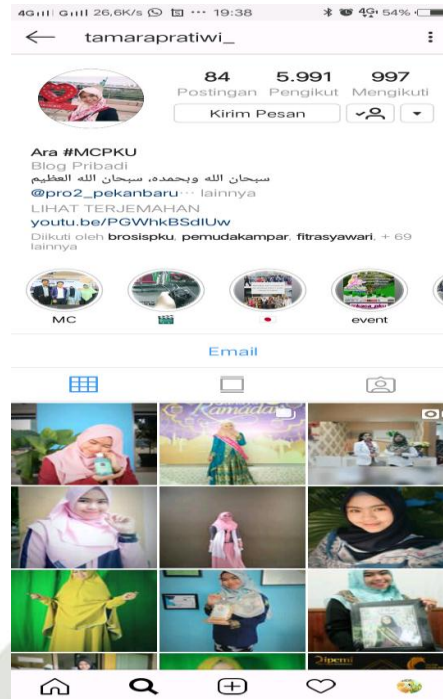 4G G 26,6K/s ··· 19:38 4G+ 54%
tamarapratiwi_
84 5.991 997
Postingan Pengikut Mengikuti
Kirim Pesan
Ara #MCPKU
Blog Pribadi
سبحان الله وبحمده، سبحان الله العظيم
@pro2_pekanbaru··· lainnya
LIHAT TERJEMAHAN
youtu.be/PGWhkBSdIUw
Diikuti oleh brosispku, pemudakampar, fitrasyawari, + 69
lainnya
MC event
Email
Ramadan